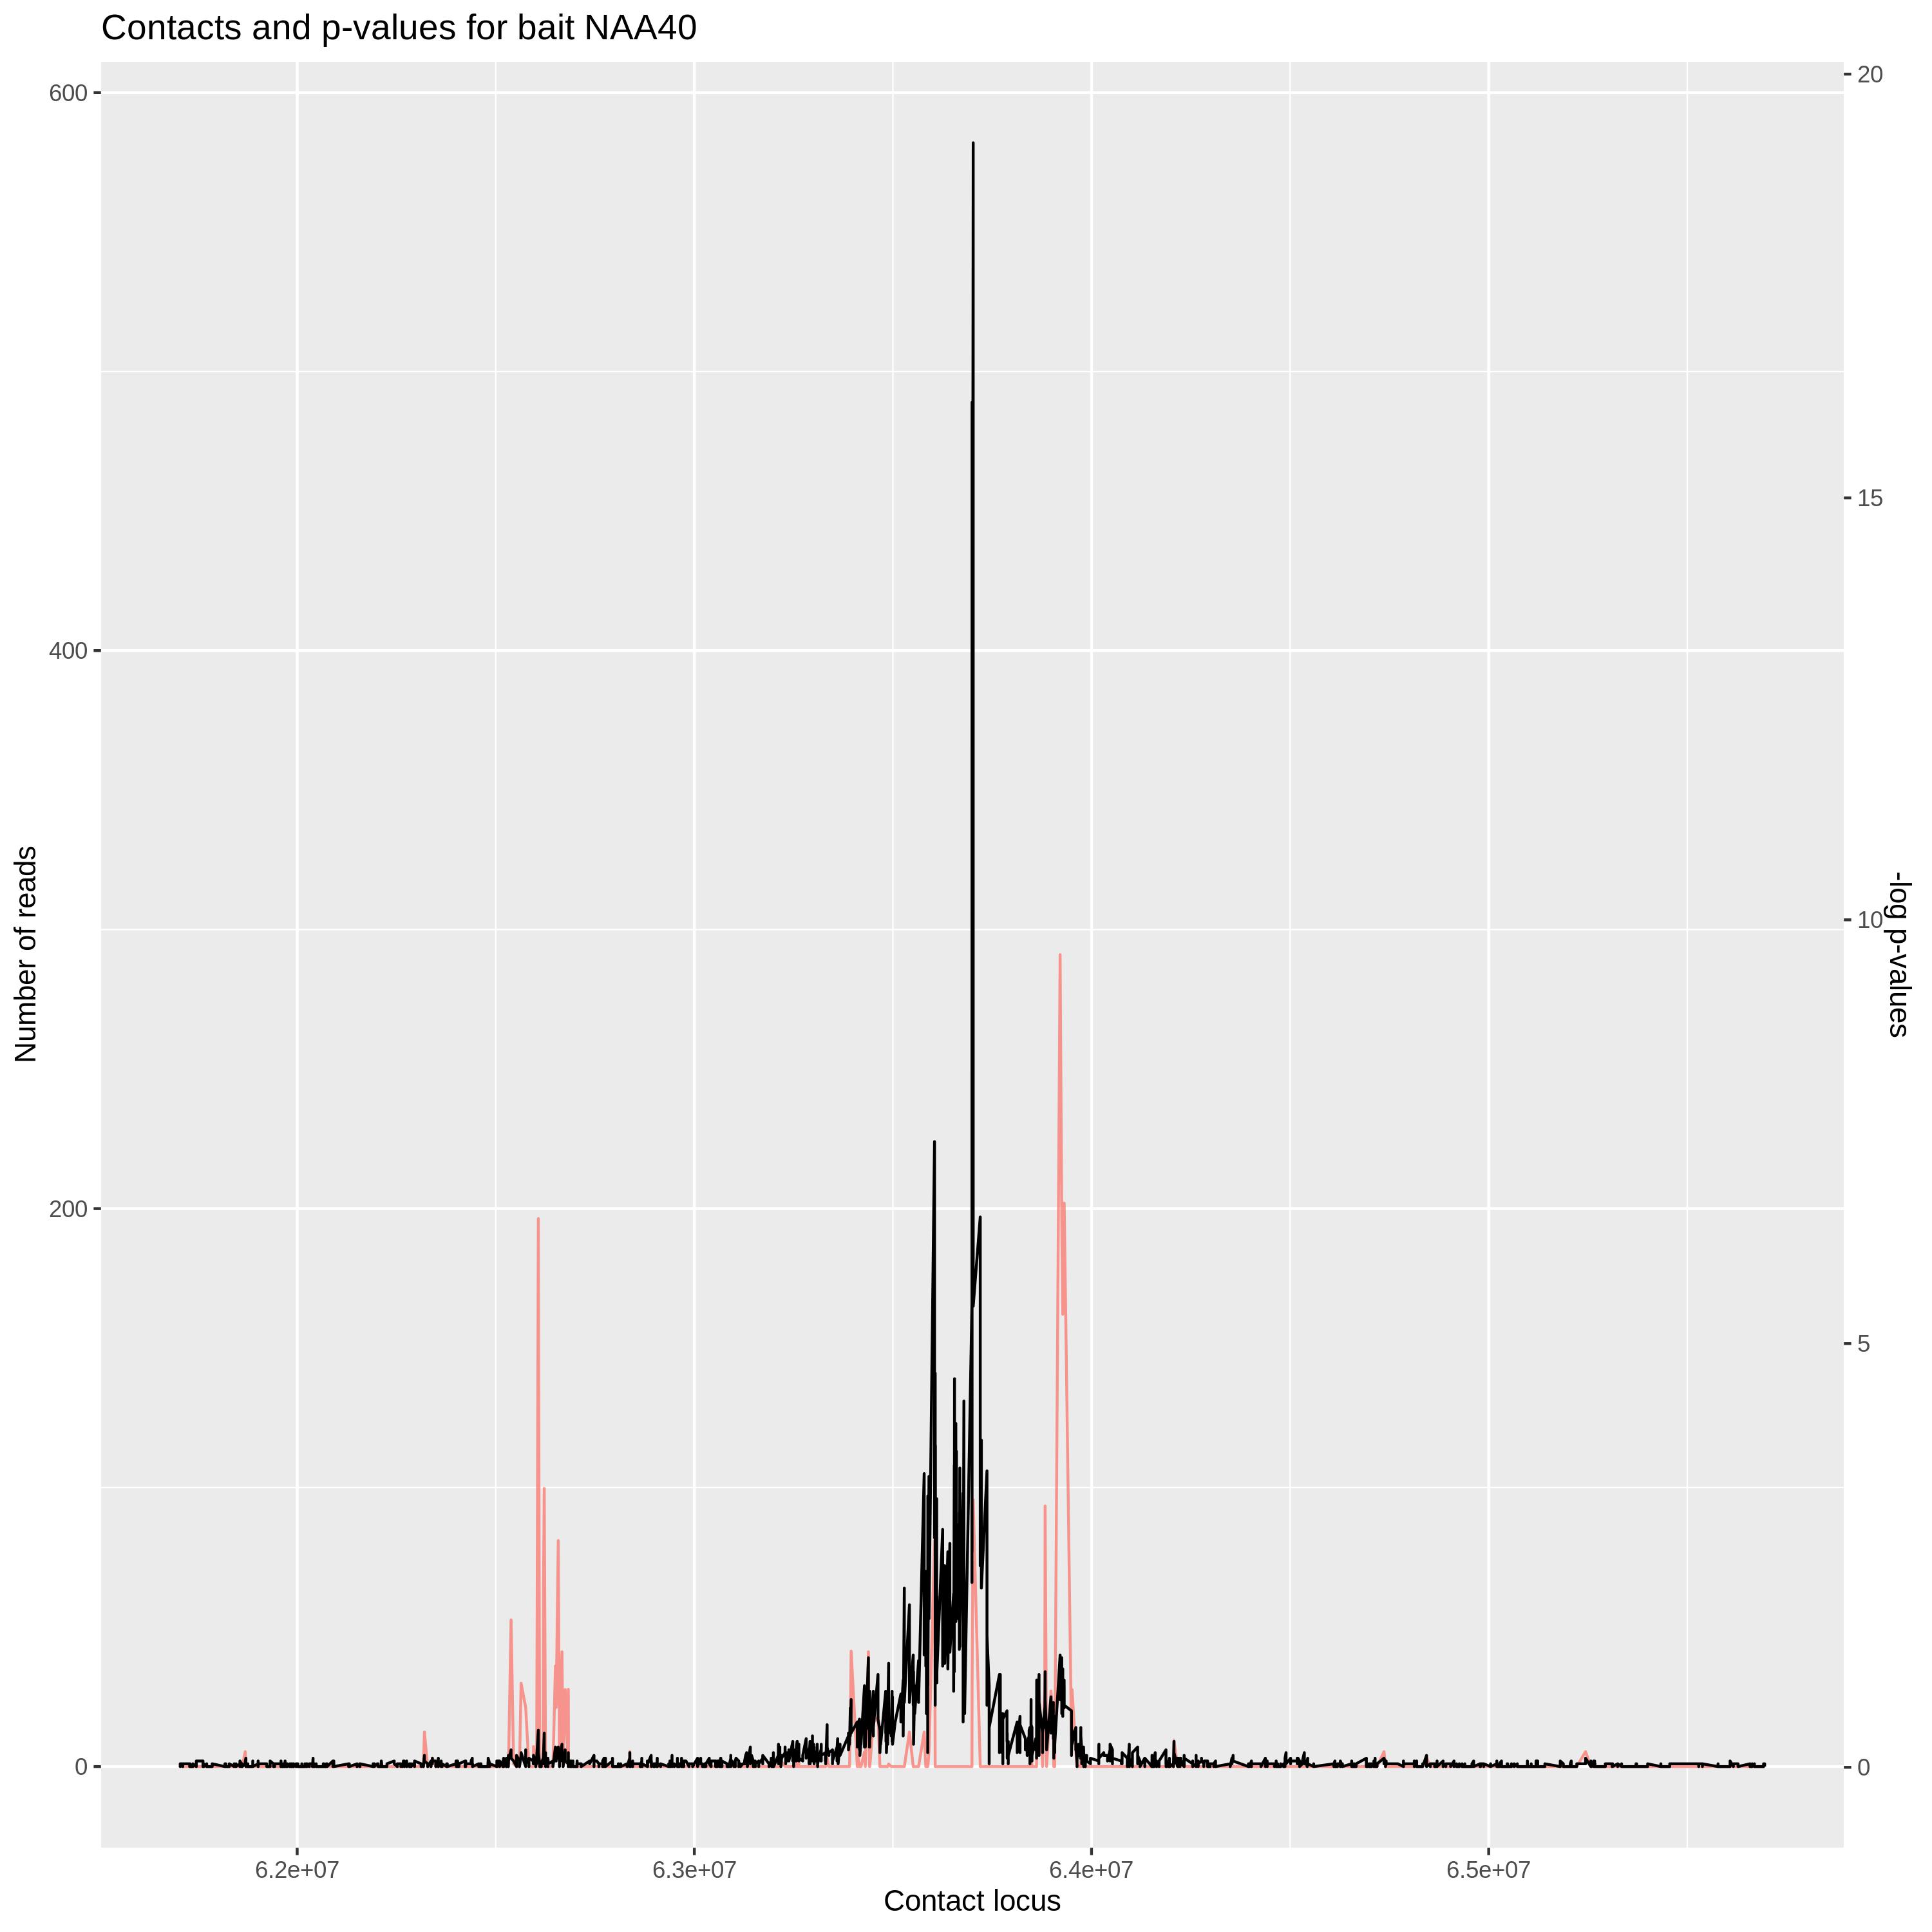 Contacts and p-values for bait NAA40
600
400
200
0
Number of reads
20
15
10
5
0
-log p-values
6.2e+07 6.3e+07 6.4e+07 6.5e+07
Contact locus